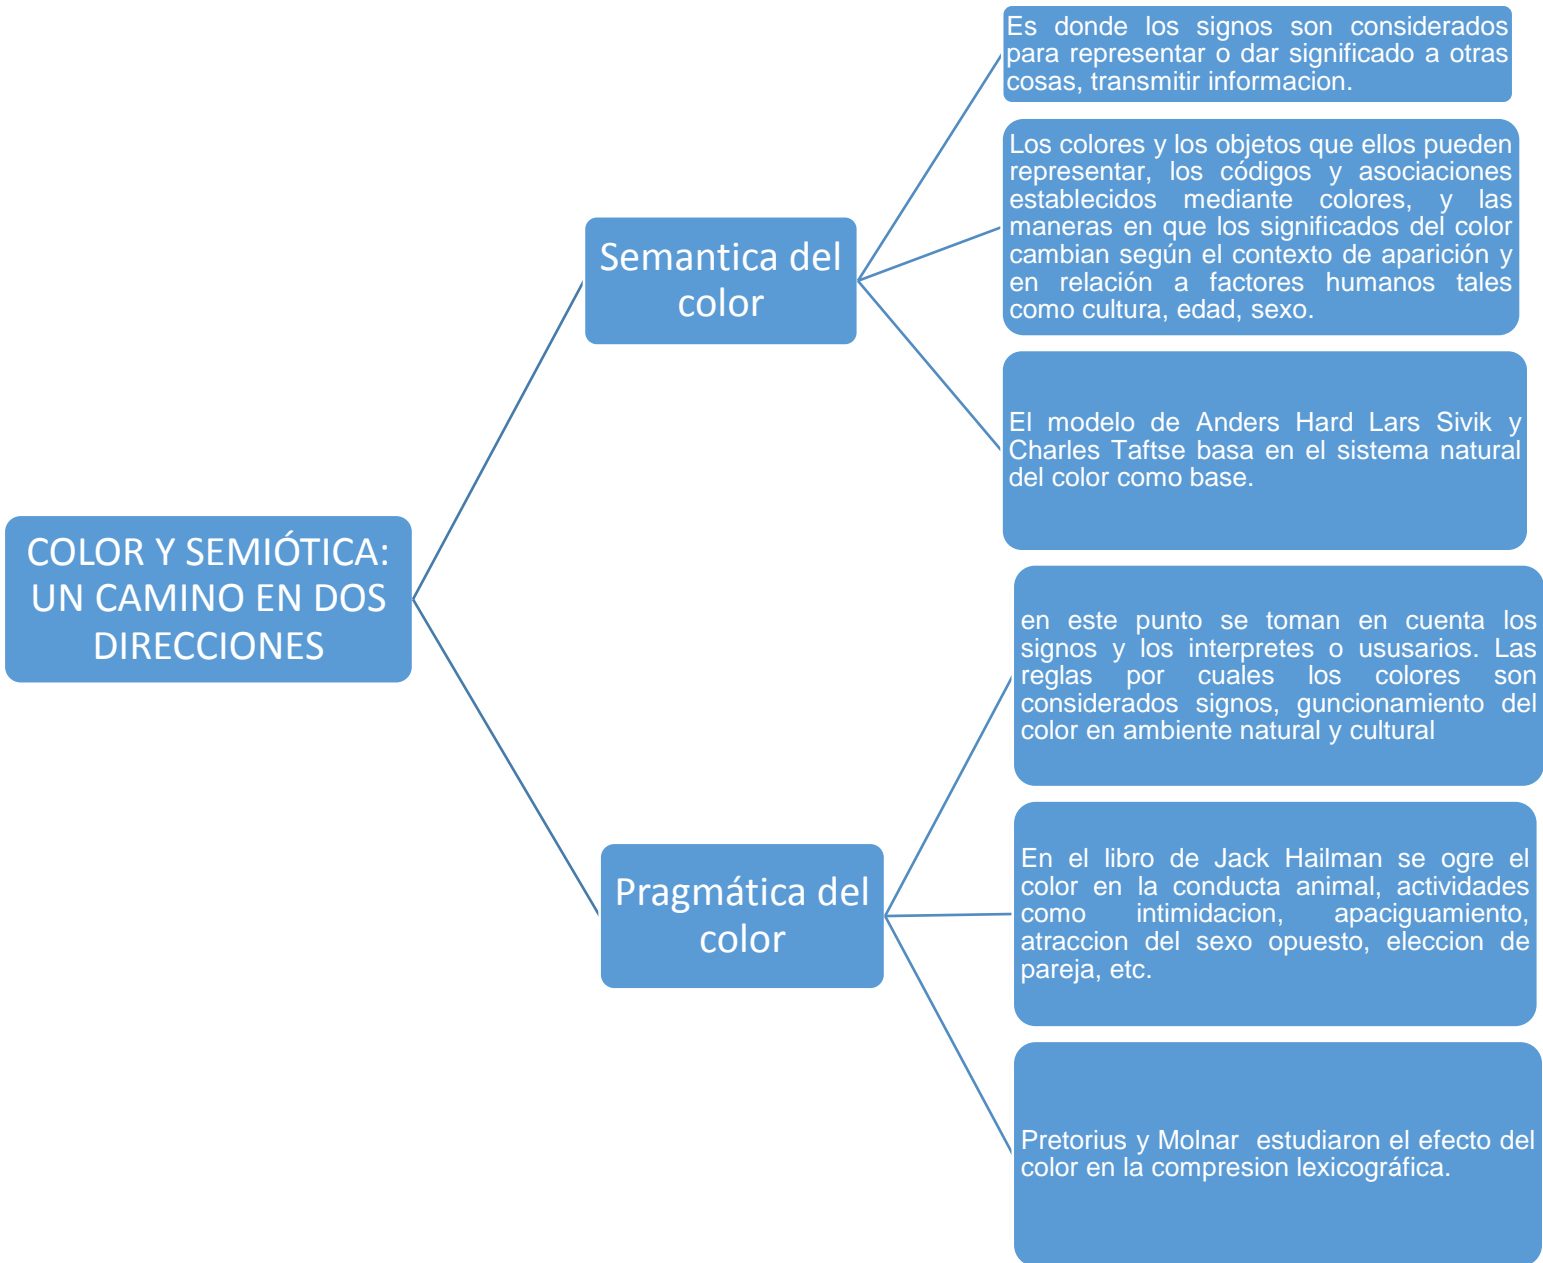 COLOR Y SEMIÓTICA:
UN CAMINO EN DOS
DIRECCIONES
Semantica del
color
Es donde los signos son considerados
para representar o dar significado a otras
cosas, transmitir informacion.
Los colores y los objetos que ellos pueden
representar, los códigos y asociaciones
establecidos mediante colores, y las
maneras en que los significados del color
cambian según el contexto de aparición y
en relación a factores humanos tales
como cultura, edad, sexo.
El modelo de Anders Hard Lars Sivik y
Charles Taftse basa en el sistema natural
del color como base.
Pragmática del
color
en este punto se toman en cuenta los
signos y los interpretes o ususarios. Las
reglas por cuales los colores son
considerados signos, guncionamiento del
color en ambiente natural y cultural
En el libro de Jack Hailman se ogre el
color en la conducta animal, actividades
como intimidacion, apaciguamiento,
atraccion del sexo opuesto, eleccion de
pareja, etc.
Pretorius y Molnar estudiaron el efecto del
color en la compresion lexicográfica.